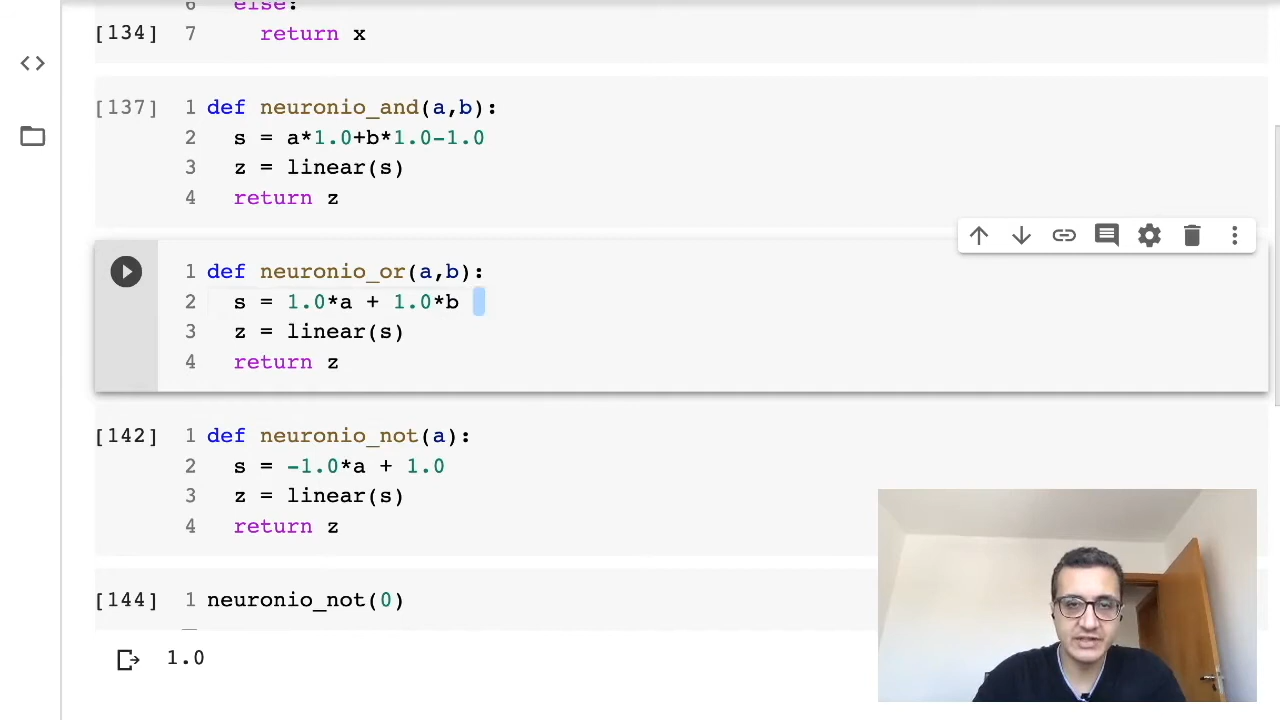 6 else:
[134] 7 return x
[137] 1 def neuronio_and(a,b):
2 s = a*1.0+b*1.0-1.0
3 z = linear(s)
4 return z
1 def neuronio_or(a,b):
2 s = 1.0*a + 1.0*b
3 z = linear(s)
4 return z
[142] 1 def neuronio_not(a):
2 s = -1.0*a + 1.0
3 z = linear(s)
4 return z
[144] 1 neuronio_not(0)
1.0